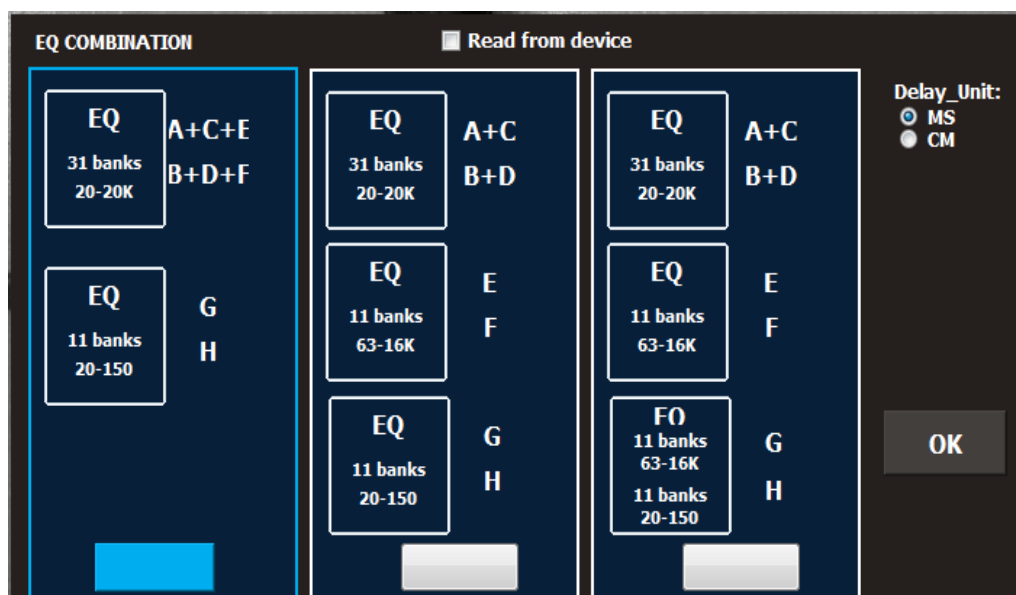 EQ COMBINATION
Read from device
EQ
31 banks
20-20K
A+C+E
B+D+F
EQ
11 banks
20-150
G
H
EQ
31 banks
20-20K
A+C
B+D
EQ
11 banks
63-16K
E
F
EQ
11 banks
20-150
G
H
EQ
31 banks
20-20K
A+C
B+D
EQ
11 banks
63-16K
E
F
EQ
11 banks
63-16K
11 banks
20-150
G
H
Delay_Unit:
MS
CM
OK